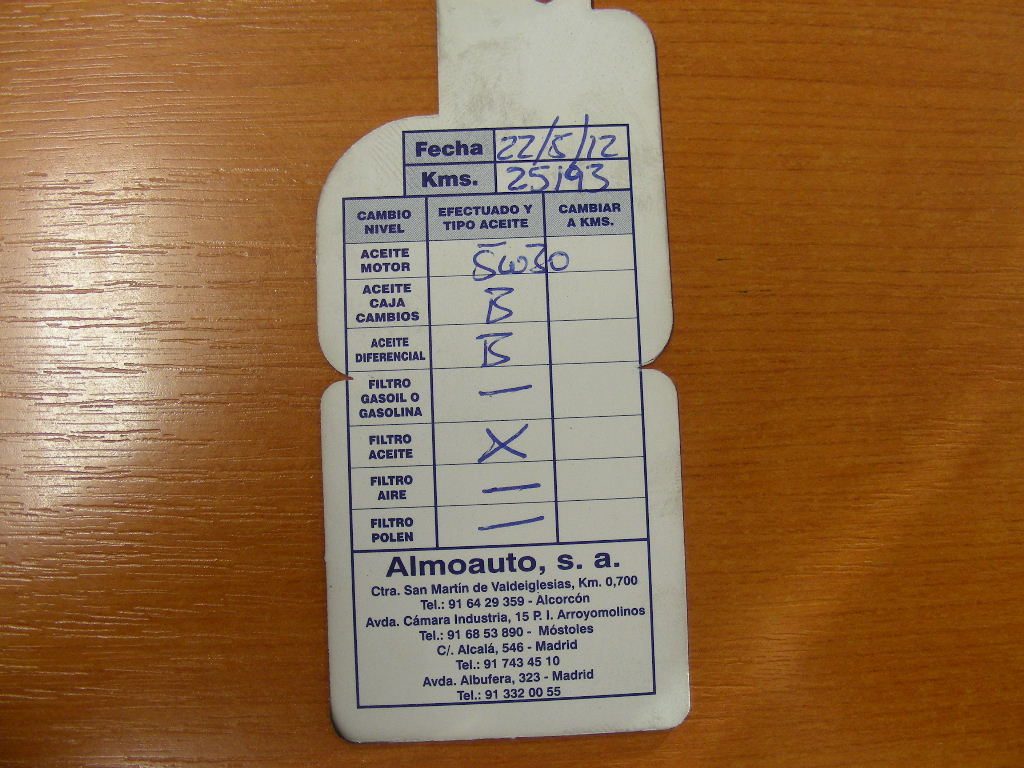 Fecha 22/5/12
Kms. 25193
CAMBIO NIVEL EFECTUADO Y TIPO ACEITE CAMBIAR A KMS.
ACEITE MOTOR 5w30
ACEITE CAJA CAMBIOS B
ACEITE DIFERENCIAL B
FILTRO GASOIL O GASOLINA —
FILTRO ACEITE X
FILTRO AIRE —
FILTRO POLEN —
Almoauto, s. a.
Ctra. San Martín de Valdeiglesias, Km. 0,700
Tel.: 91 64 29 359 - Alcorcón
Avda. Cámara Industria, 15 P. I. Arroyomolinos
Tel.: 91 68 53 890 - Móstoles
C/. Alcalá, 546 - Madrid
Tel.: 91 743 45 10
Avda. Albufera, 323 - Madrid
Tel.: 91 332 00 55